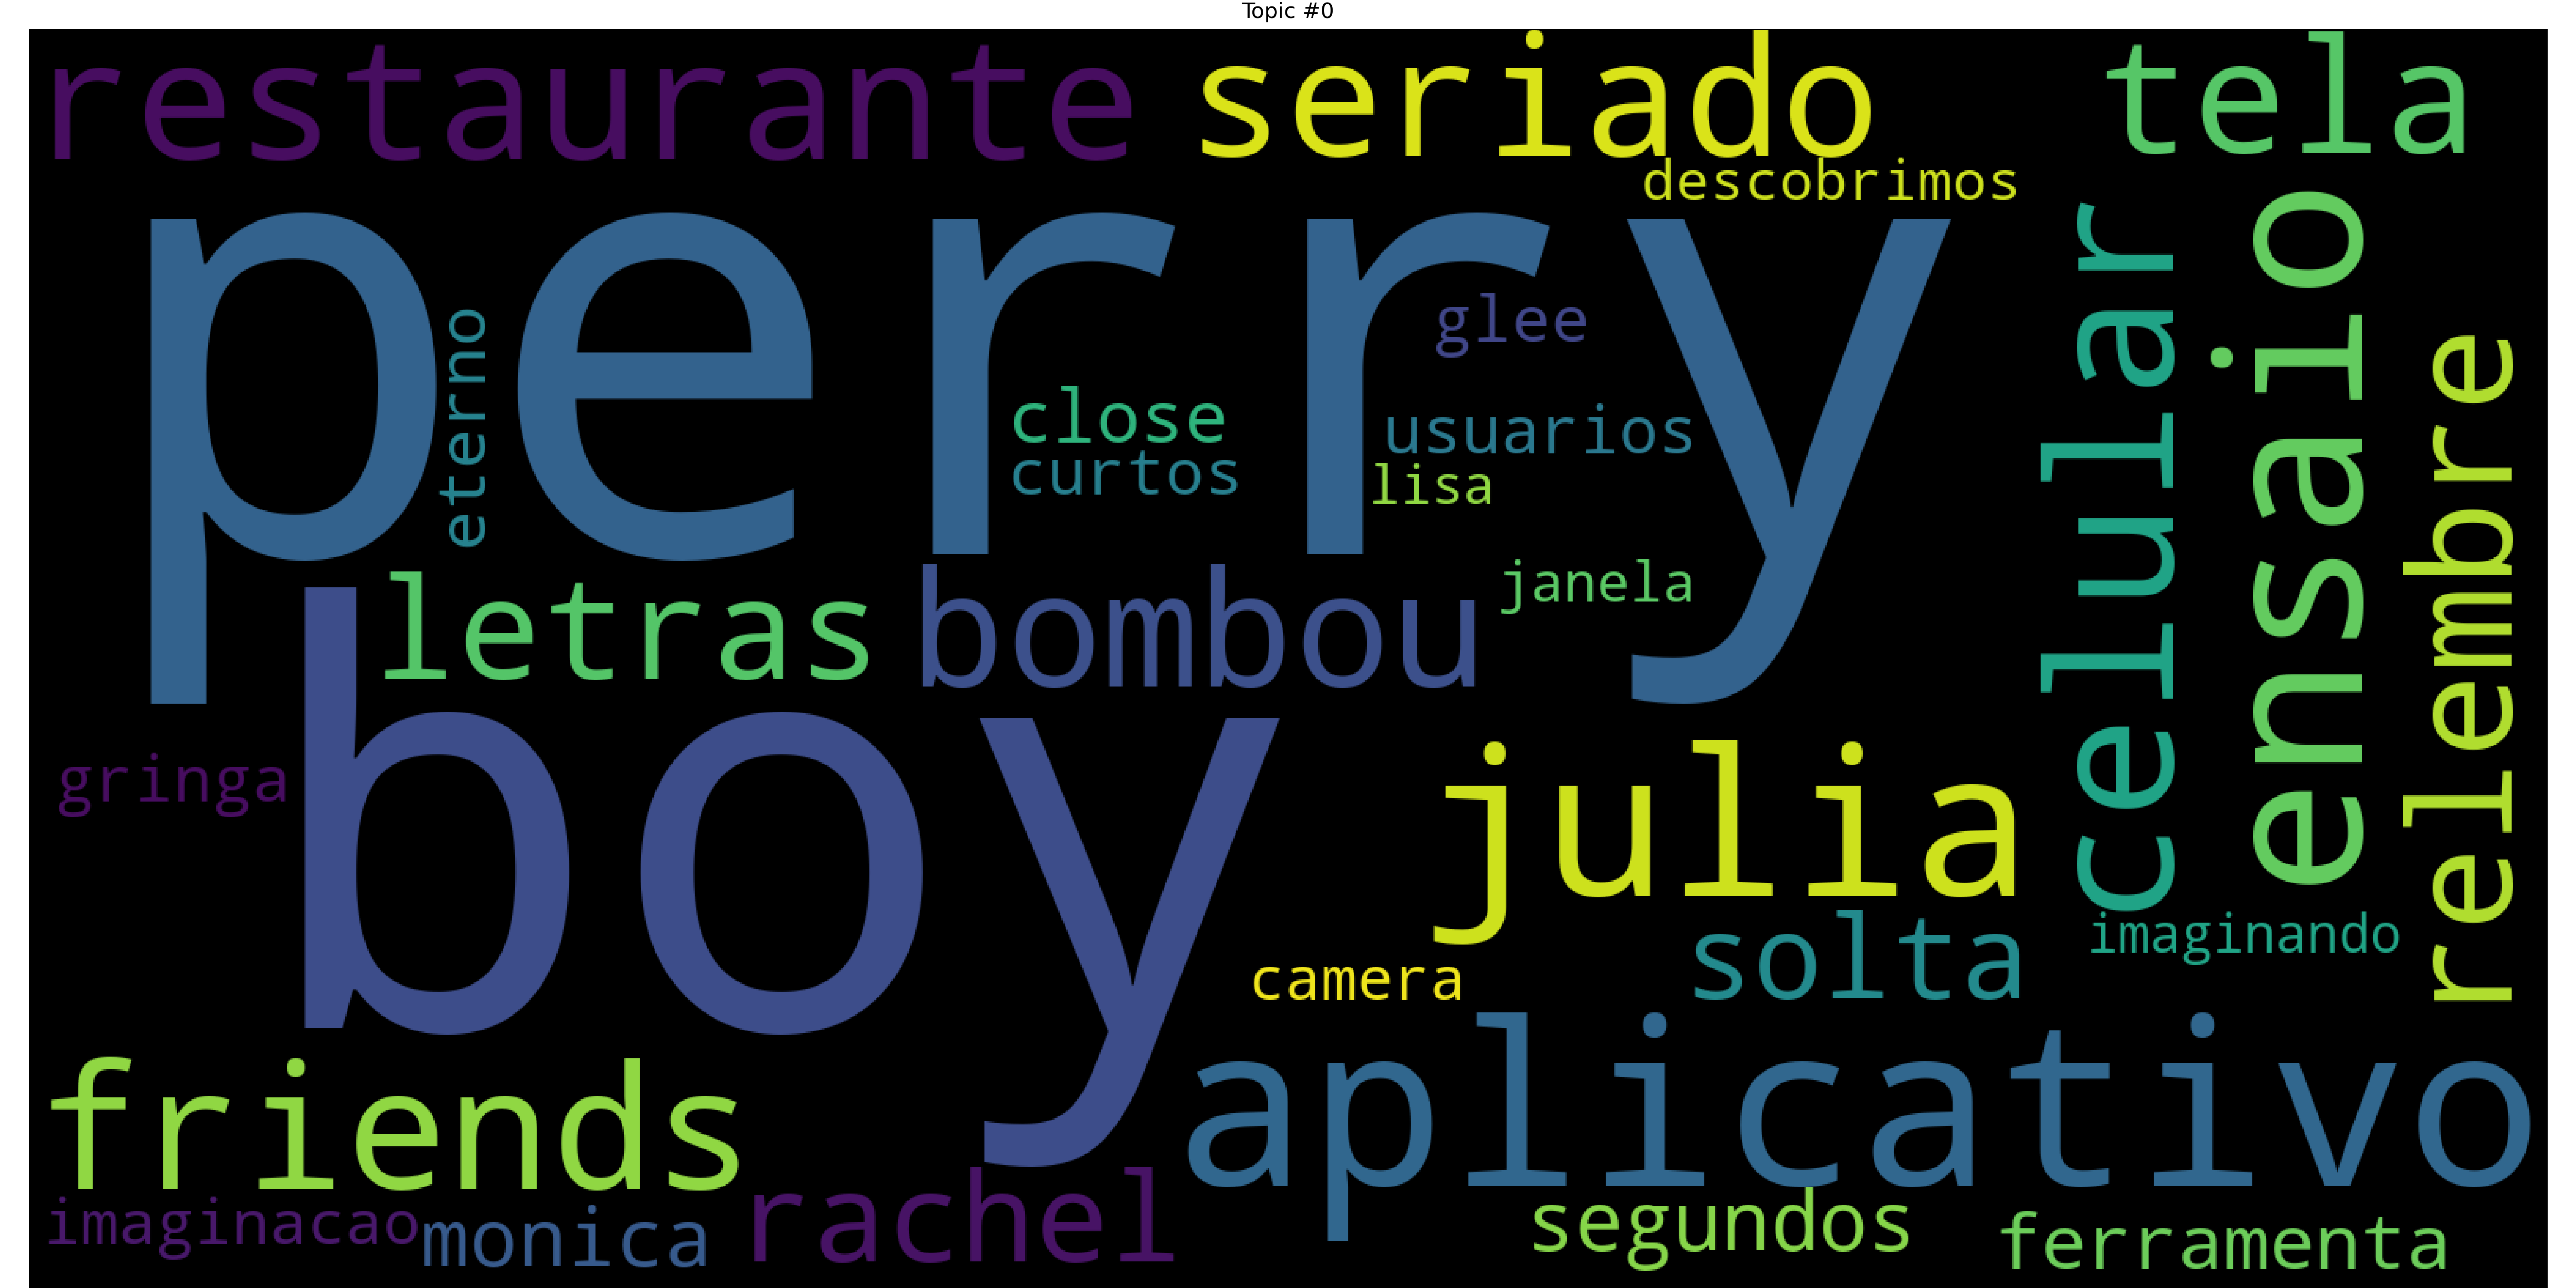 Topic #0
restaurante
seriado
tela
descobrimos
perry
celular
ensaio
relembre
eterno
glee
close
usuarios
curtos
lisa
letras
bombou
janela
boy
gringa
julia
solta
imaginando
camera
aplicativo
friends
rachel
imaginacao
monica
segundos
ferramenta